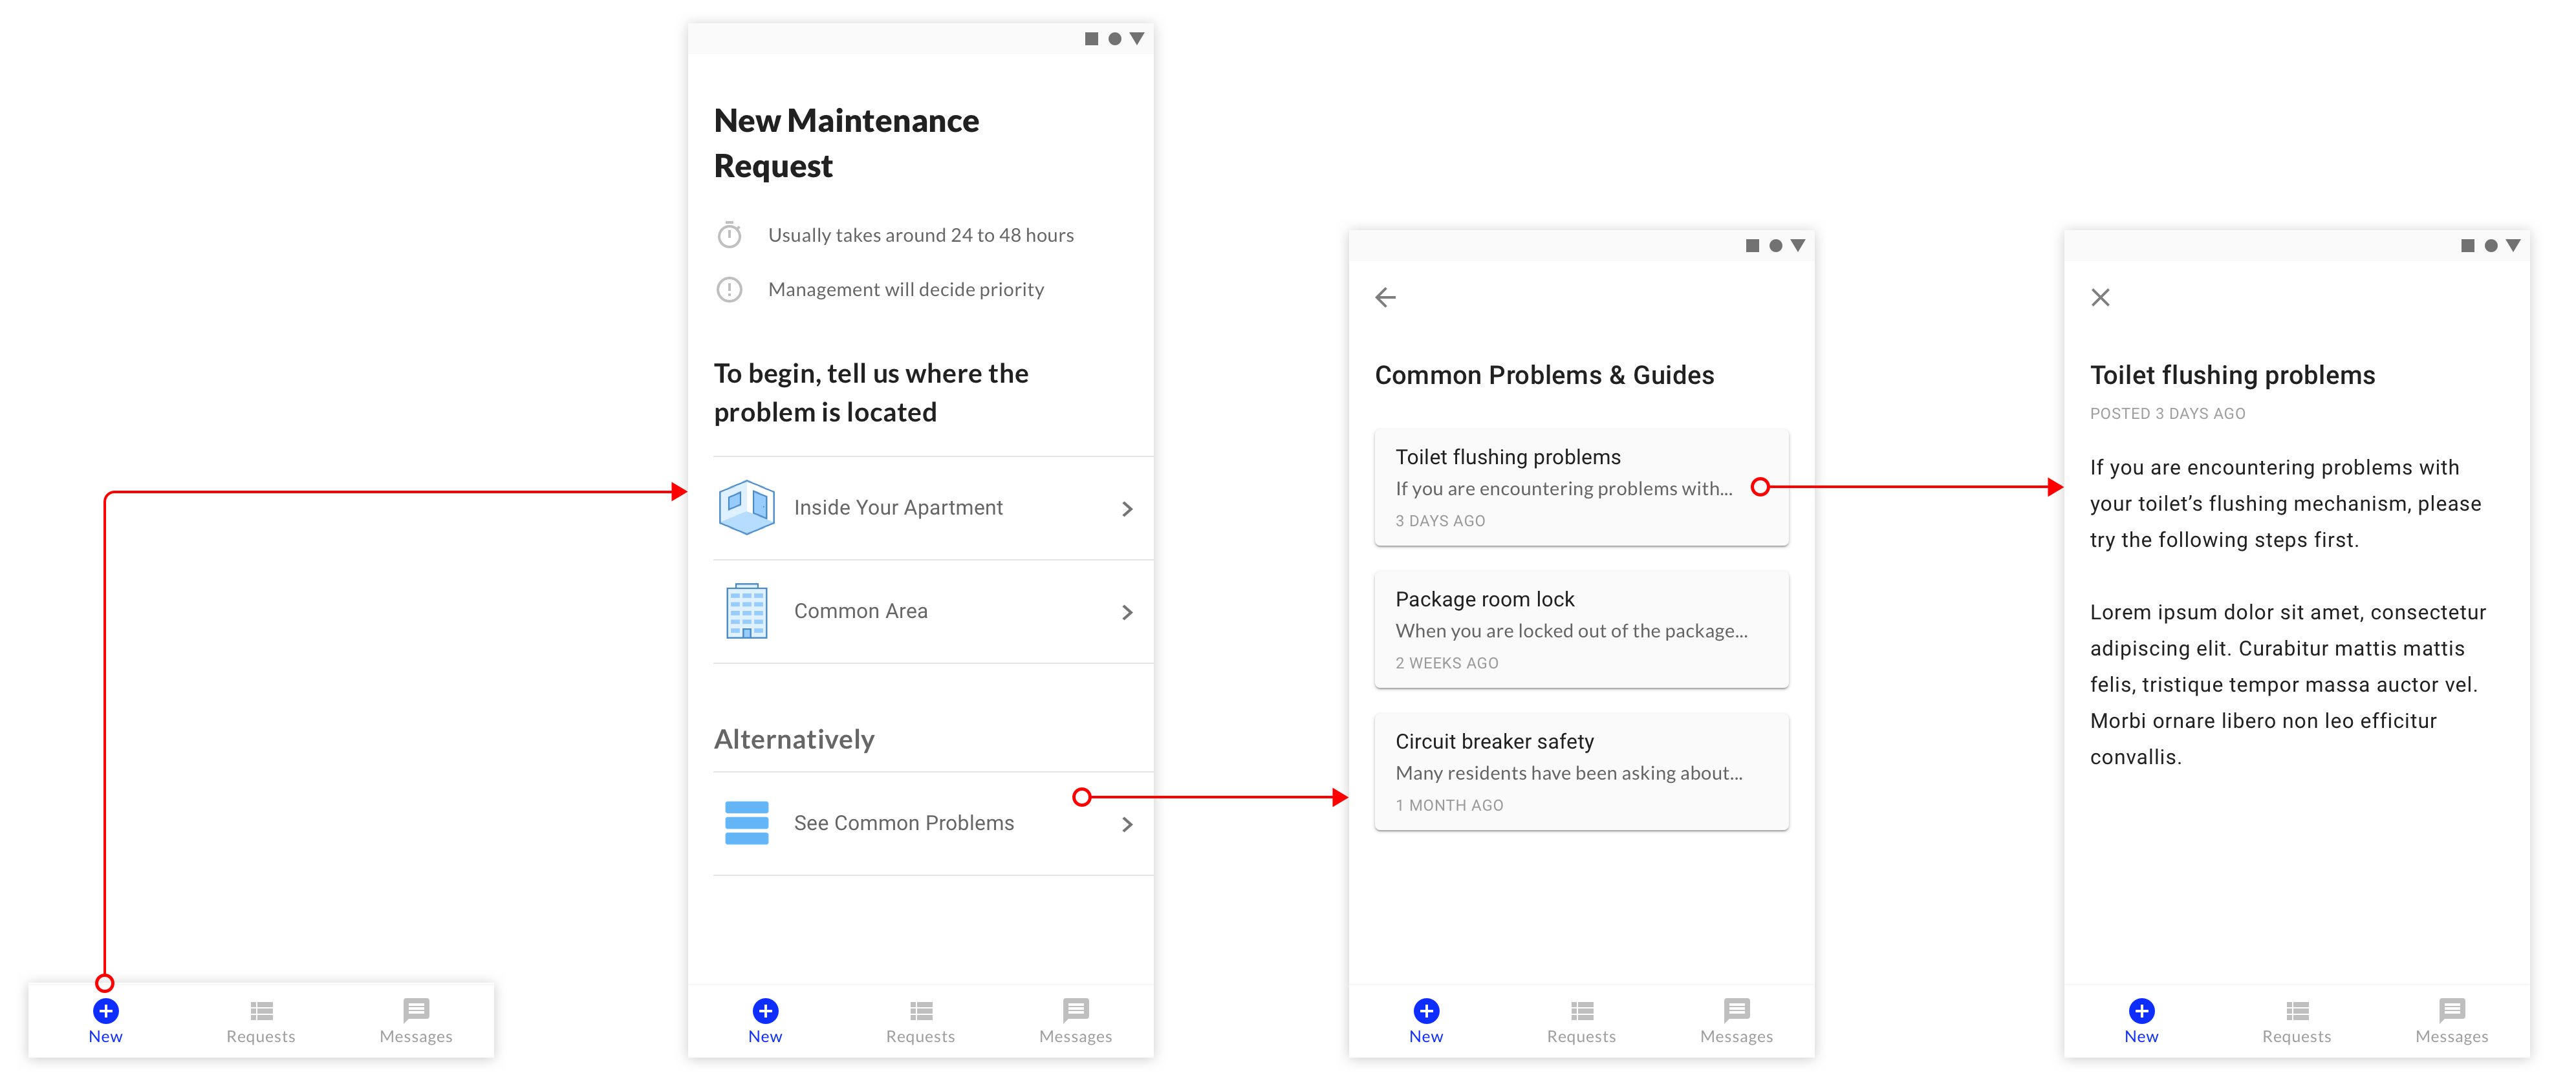 New
Requests
Messages
New Maintenance
Request
Usually takes around 24 to 48 hours
Management will decide priority
To begin, tell us where the
problem is located
Inside Your Apartment
Common Area
Alternatively
See Common Problems
New
Requests
Messages
Common Problems & Guides
Toilet flushing problems
If you are encountering problems with...
3 DAYS AGO
Package room lock
When you are locked out of the package...
2 WEEKS AGO
Circuit breaker safety
Many residents have been asking about...
1 MONTH AGO
New
Requests
Messages
Toilet flushing problems
POSTED 3 DAYS AGO
If you are encountering problems with
your toilet’s flushing mechanism, please
try the following steps first.
Lorem ipsum dolor sit amet, consectetur
adipiscing elit. Curabitur mattis mattis
felis, tristique tempor massa auctor vel.
Morbi ornare libero non leo efficitur
convallis.
New
Requests
Messages